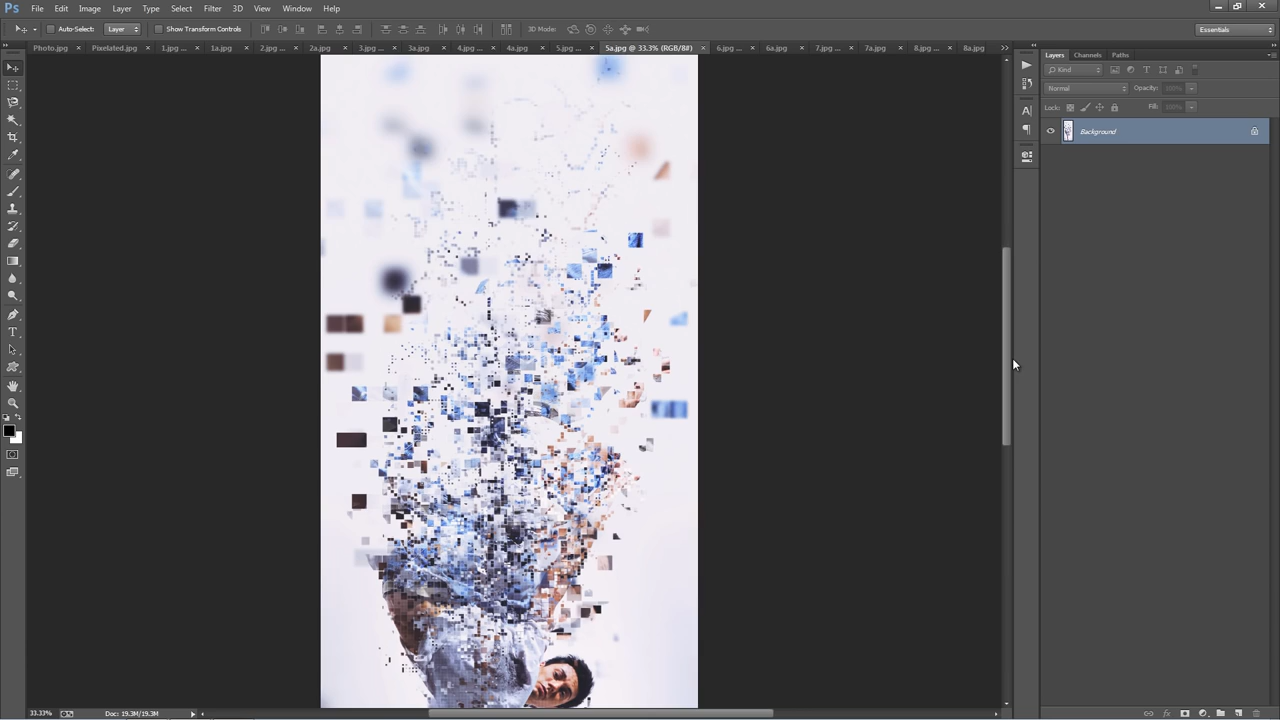 Ps File Edit Image Layer Type Select Filter 3D View Window Help
Auto-Select: Layer Show Transform Controls 3D Mode: Essentials
Photo.jpg × Pixelated.jpg × 1.jpg ... × 1a.jpg × 2.jpg ... × 2a.jpg × 3.jpg ... × 3a.jpg × 4.jpg ... × 4a.jpg × 5.jpg ... × 5a.jpg @ 33.3% (RGB/8#) × 6.jpg ... × 6a.jpg × 7.jpg ... × 7a.jpg × 8.jpg ... × 8a.jpg
Layers Channels Paths
Kind
Normal Opacity: 100%
Lock: Fill: 100%
Background
33.33% Doc: 19.3M/19.3M